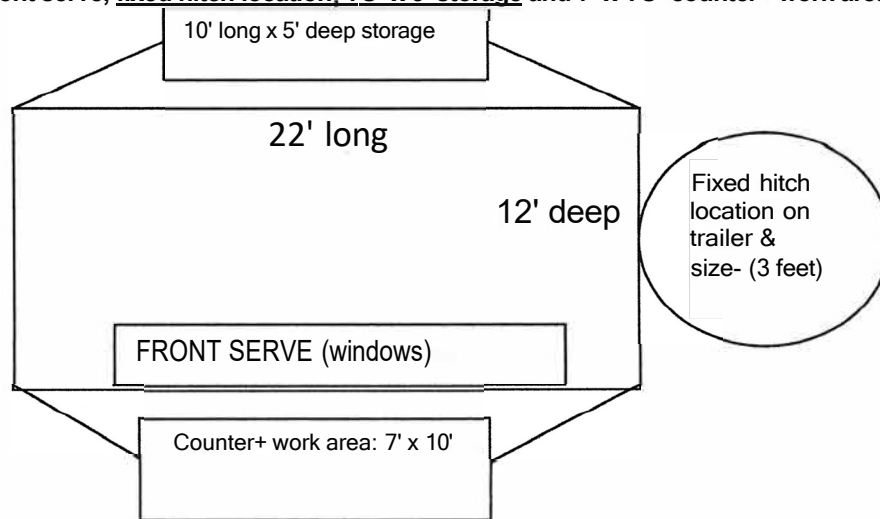 10' long x 5' deep storage
22' long
12' deep
Fixed hitch
location on
trailer &
size- (3 feet)
FRONT SERVE (windows)
Counter+ work area: 7' x 10'